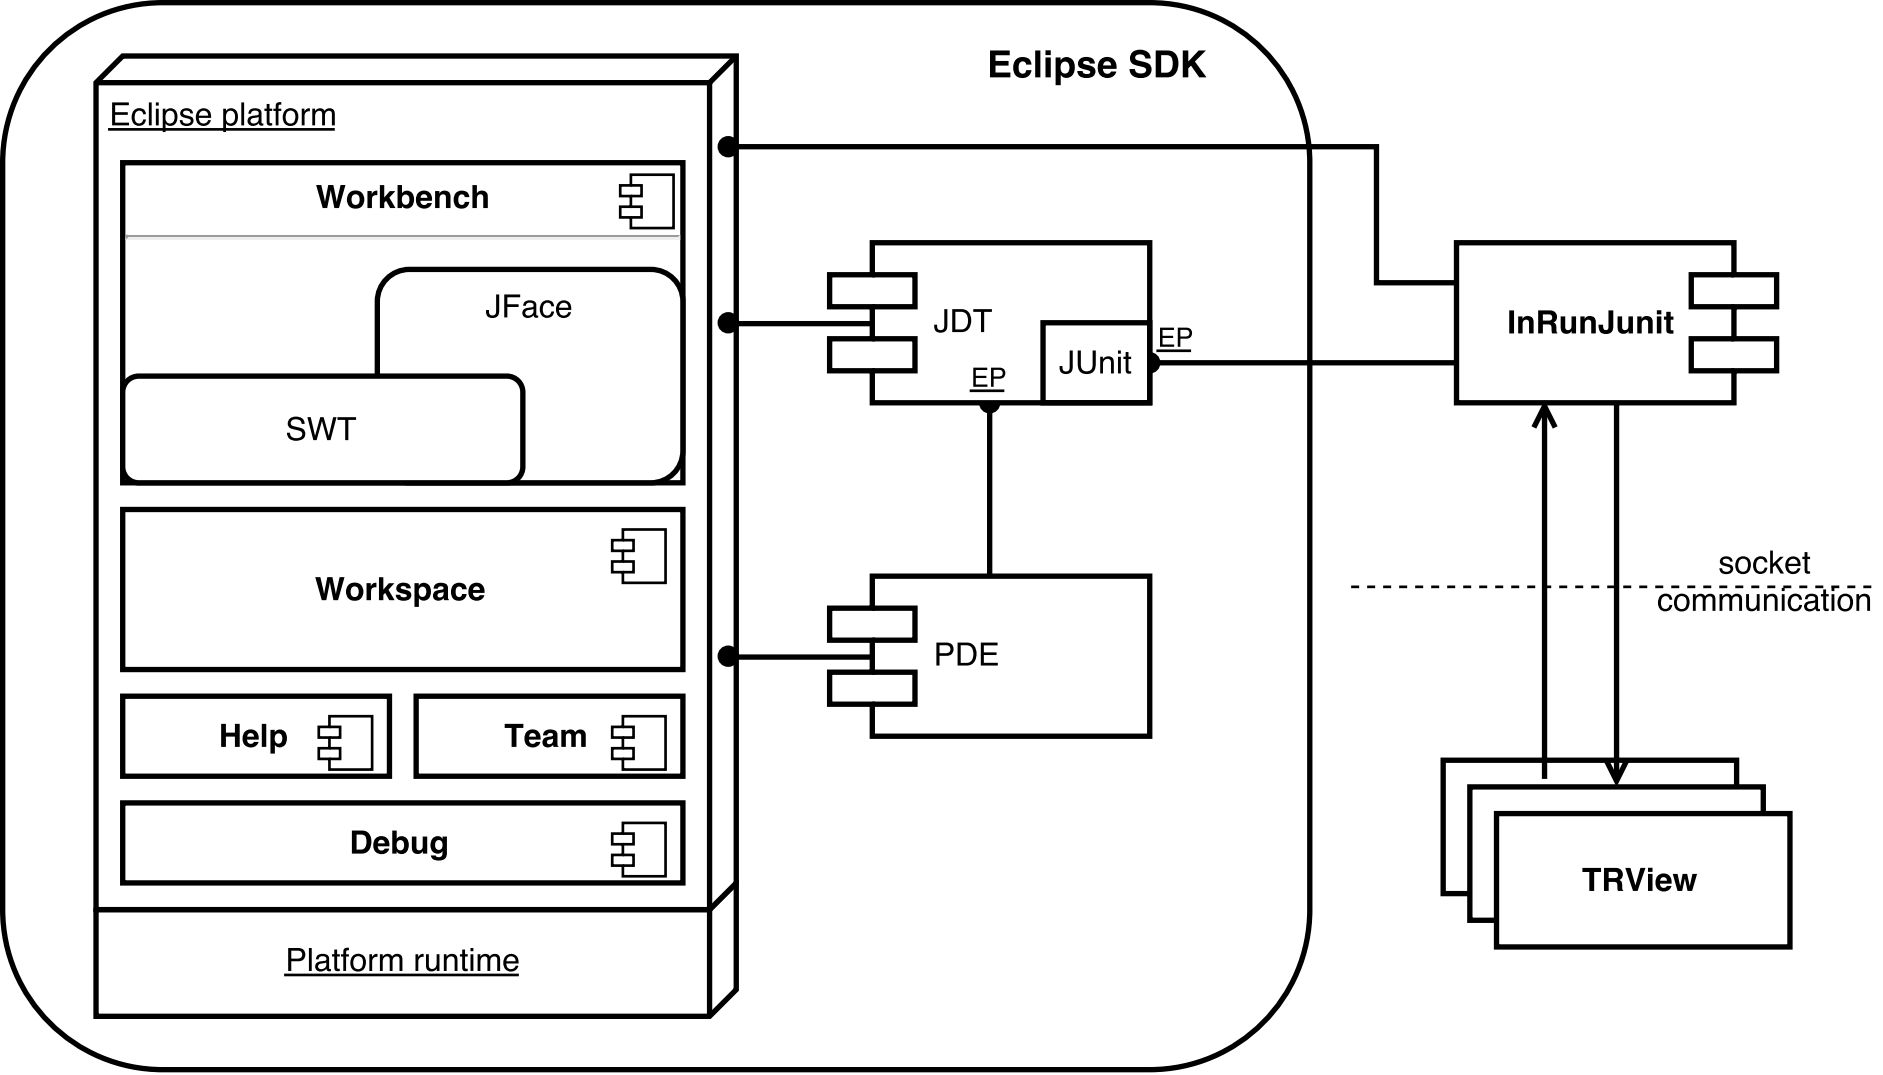 Eclipse SDK
Eclipse platform
Workbench
JFace
SWT
Workspace
Help
Team
Debug
Platform runtime
JDT
EP
JUnit
EP
PDE
InRunJunit
socket
communication
TRView